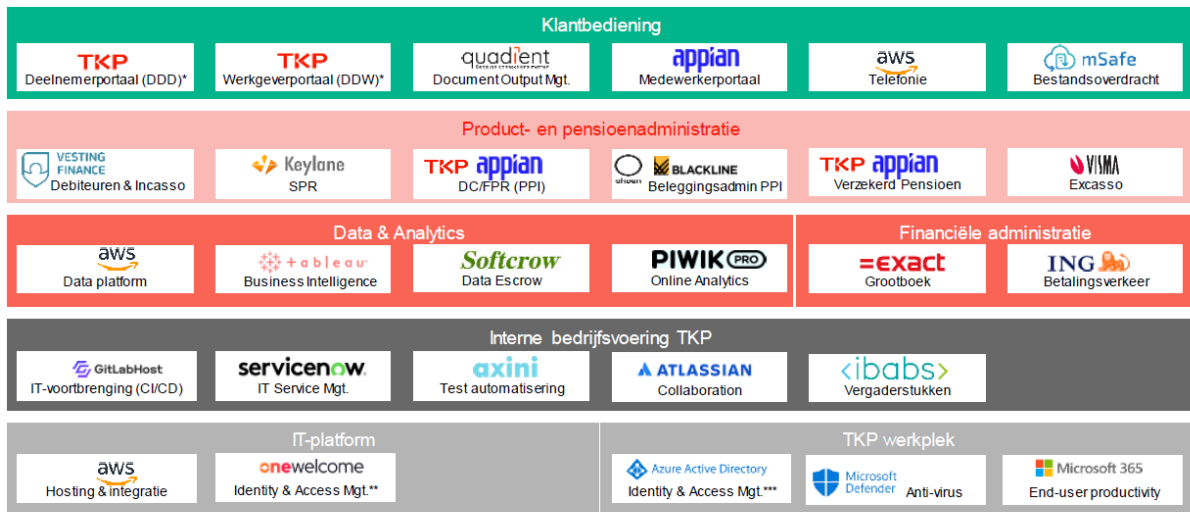 Klantbediening
TKP
Deelnemerportaal (DDD)*
TKP
Werkgeverportaal (DDW)*
quadient
Document Output Mgt.
appian
Medewerkerportaal
aws
Telefonie
mSafe
Bestandsoverdracht
Product- en pensioenadministratie
VESTING
FINANCE
Debiteuren & Incasso
Keylane
SPR
TKP appian
DC/FPR (PPI)
BLACKLINE
Beleggingsadmin PPI
TKP appian
Verzekerd Pensioen
VISMA
Excasso
Data & Analytics
aws
Data platform
+ a b l e a u
Business Intelligence
Softcrow
Data Escrow
PIWIK PRO
Online Analytics
Financiële administratie
=exact
Grootboek
ING
Betalingsverkeer
Interne bedrijfsvoering TKP
GitLabHost
IT-voortbrenging (CI/CD)
servicenow.
IT Service Mgt.
axini
Test automatisering
ATLASSIAN
Collaboration
<ibabs>
Vergaderstukken
IT-platform
aws
Hosting & integratie
onewelcome
Identity & Access Mgt.**
TKP werkplek
Azure Active Directory
Identity & Access Mgt.***
Microsoft
Defender
Anti-virus
Microsoft 365
End-user productivity